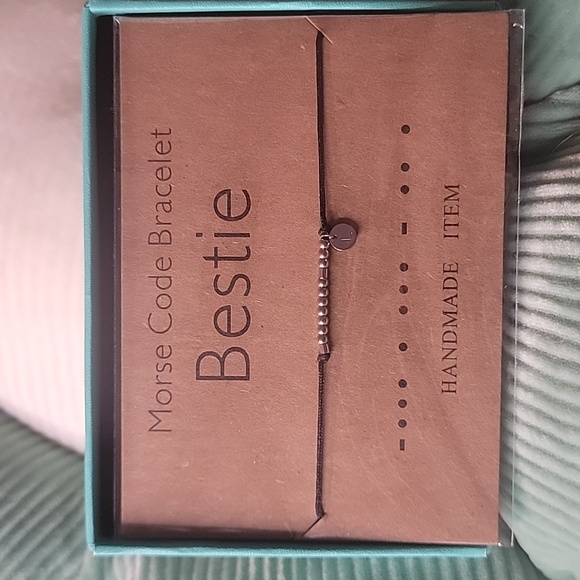 Morse Code Bracelet
Bestie
-••• • ••• - •• •
HANDMADE ITEM